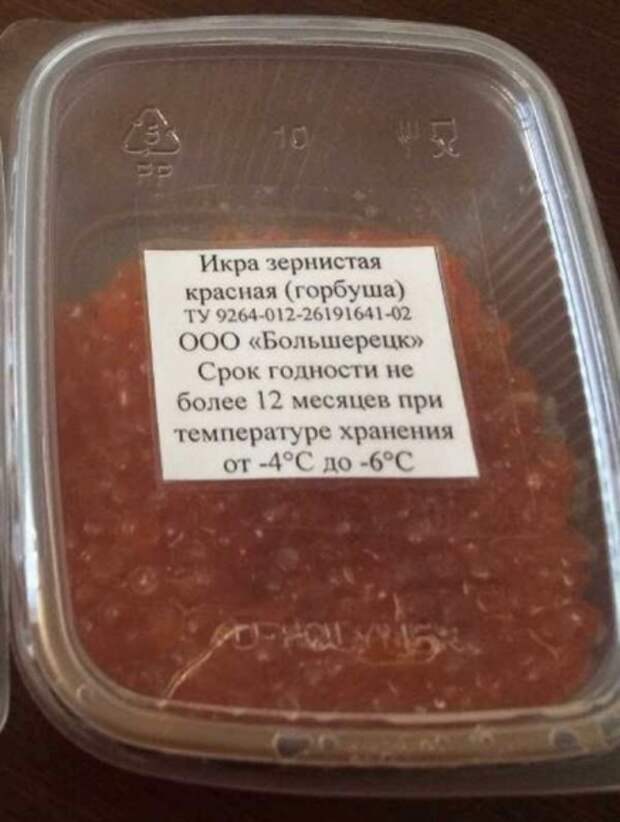 5
PP
10
Икра зернистая
красная (горбуша)
ТУ 9264-012-26191641-02
ООО «Большерецк»
Срок годности не
более 12 месяцев при
температуре хранения
от -4°С до -6°С